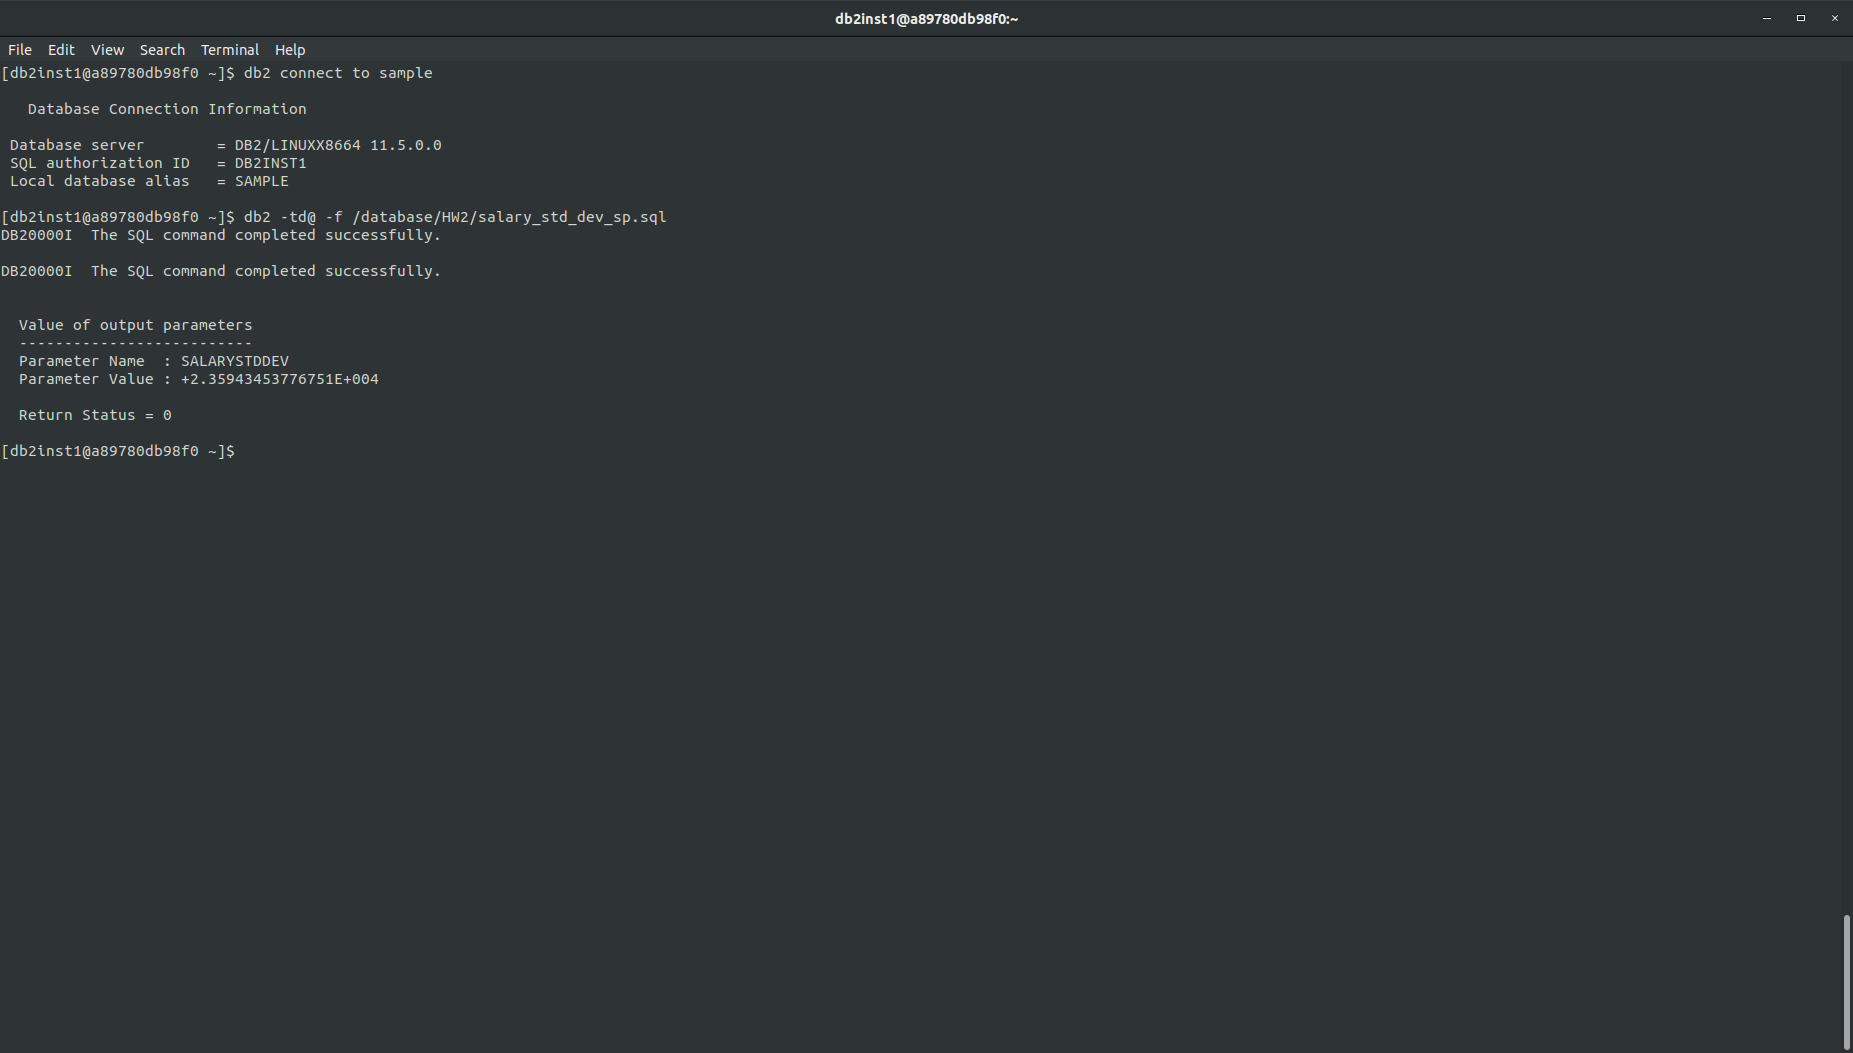 db2inst1@a89780db98f0:~
File Edit View Search Terminal Help
[db2inst1@a89780db98f0 ~]$ db2 connect to sample
Database Connection Information
Database server = DB2/LINUXX8664 11.5.0.0
SQL authorization ID = DB2INST1
Local database alias = SAMPLE
[db2inst1@a89780db98f0 ~]$ db2 -td@ -f /database/HW2/salary_std_dev_sp.sql
DB20000I  The SQL command completed successfully.
DB20000I  The SQL command completed successfully.
Value of output parameters
--------------------------
Parameter Name  : SALARYSTDDEV
Parameter Value : +2.35943453776751E+004
Return Status = 0
[db2inst1@a89780db98f0 ~]$